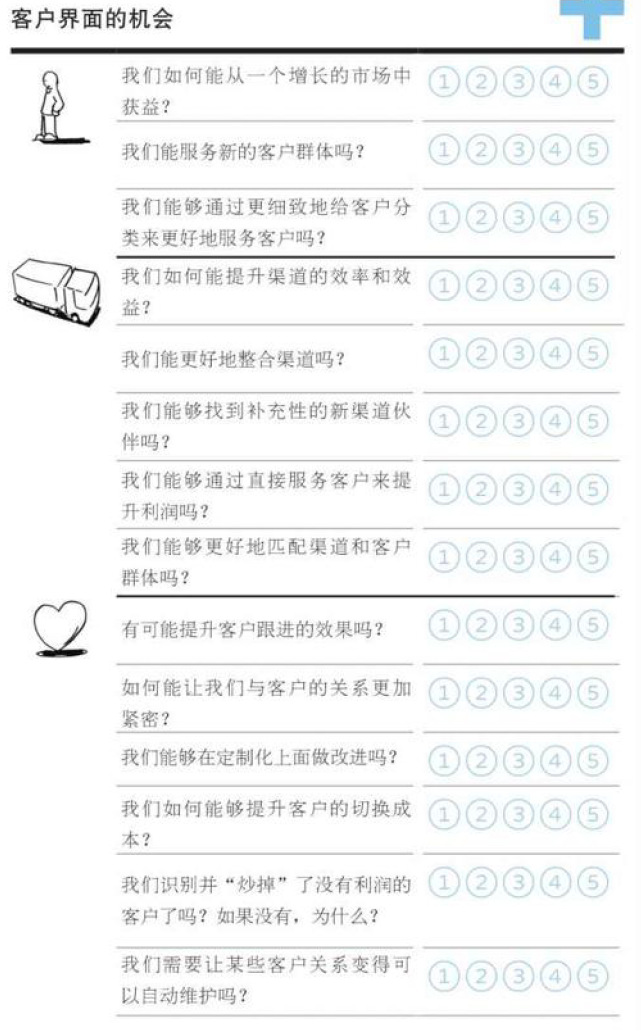 客户界面的机会
我们如何能从一个增长的市场中
获益？
① ② ③ ④ ⑤
我们能服务新的客户群体吗？
① ② ③ ④ ⑤
我们能够通过更细致地给客户分
类来更好地服务客户吗？
① ② ③ ④ ⑤
我们如何能提升渠道的效率和效
益？
① ② ③ ④ ⑤
我们能更好地整合渠道吗？
① ② ③ ④ ⑤
我们能够找到补充性的新渠道伙
伴吗？
① ② ③ ④ ⑤
我们能够通过直接服务客户来提
升利润吗？
① ② ③ ④ ⑤
我们能够更好地匹配渠道和客户
群体吗？
① ② ③ ④ ⑤
有可能提升客户跟进的效果吗？
① ② ③ ④ ⑤
如何能让我们与客户的关系更加
紧密？
① ② ③ ④ ⑤
我们能够在定制化上面做改进吗？
① ② ③ ④ ⑤
我们如何能够提升客户的切换成
本？
① ② ③ ④ ⑤
我们识别并“炒掉”了没有利润的
客户了吗？如果没有，为什么？
① ② ③ ④ ⑤
我们需要让某些客户关系变得可
以自动维护吗？
① ② ③ ④ ⑤